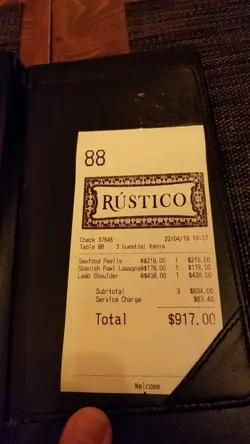 88
RÚSTICO
Check 37646 22/04/19 19:37
Table 88 3 Guest(s) Kanis
Seafood Paella $218.00 1 $218.00
Spanish Fowl Lasagna $178.00 1 $178.00
Lamb Shoulder $438.00 1 $438.00
Sub-total 3 $834.00
Service Charge $83.40
Total $917.00
Welcome